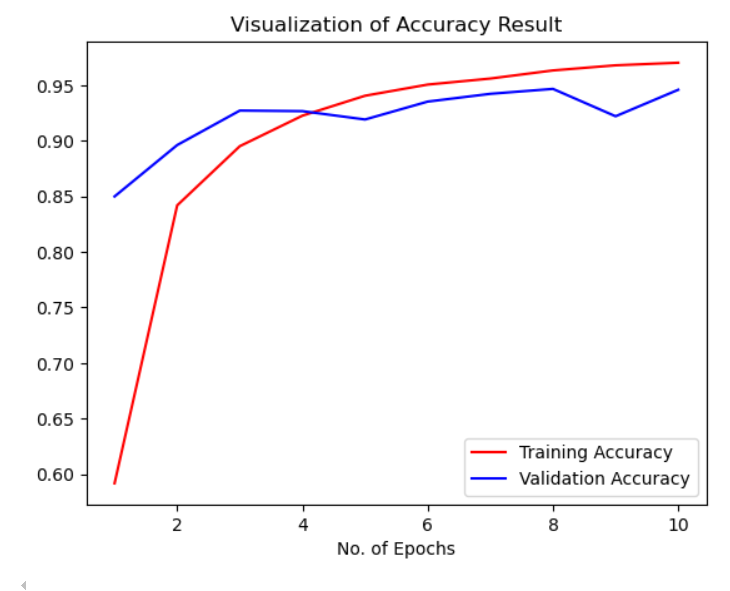 Visualization of Accuracy Result
0.95
0.90
0.85
0.80
0.75
0.70
0.65
0.60
Training Accuracy
Validation Accuracy
2 4 6 8 10
No. of Epochs